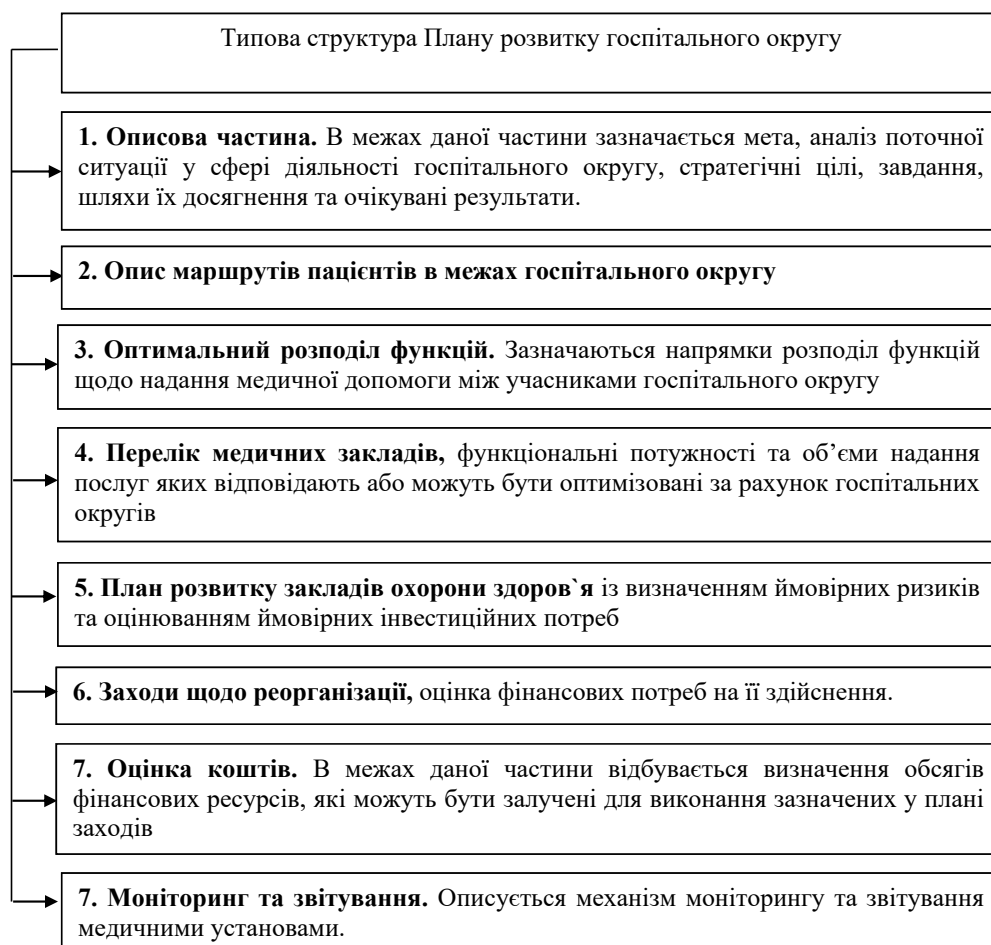 Типова структура Плану розвитку госпітального округу
1. Описова частина. В межах даної частини зазначається мета, аналіз поточної
ситуації у сфері діяльності госпітального округу, стратегічні цілі, завдання,
шляхи їх досягнення та очікувані результати.
2. Опис маршрутів пацієнтів в межах госпітального округу
3. Оптимальний розподіл функцій. Зазначаються напрямки розподіл функцій
щодо надання медичної допомоги між учасниками госпітального округу
4. Перелік медичних закладів, функціональні потужності та об’єми надання
послуг яких відповідають або можуть бути оптимізовані за рахунок госпітальних
округів
5. План розвитку закладів охорони здоров`я із визначенням ймовірних ризиків
та оцінюванням ймовірних інвестиційних потреб
6. Заходи щодо реорганізації, оцінка фінансових потреб на її здійснення.
7. Оцінка коштів. В межах даної частини відбувається визначення обсягів
фінансових ресурсів, які можуть бути залучені для виконання зазначених у плані
заходів
7. Моніторинг та звітування. Описується механізм моніторингу та звітування
медичними установами.